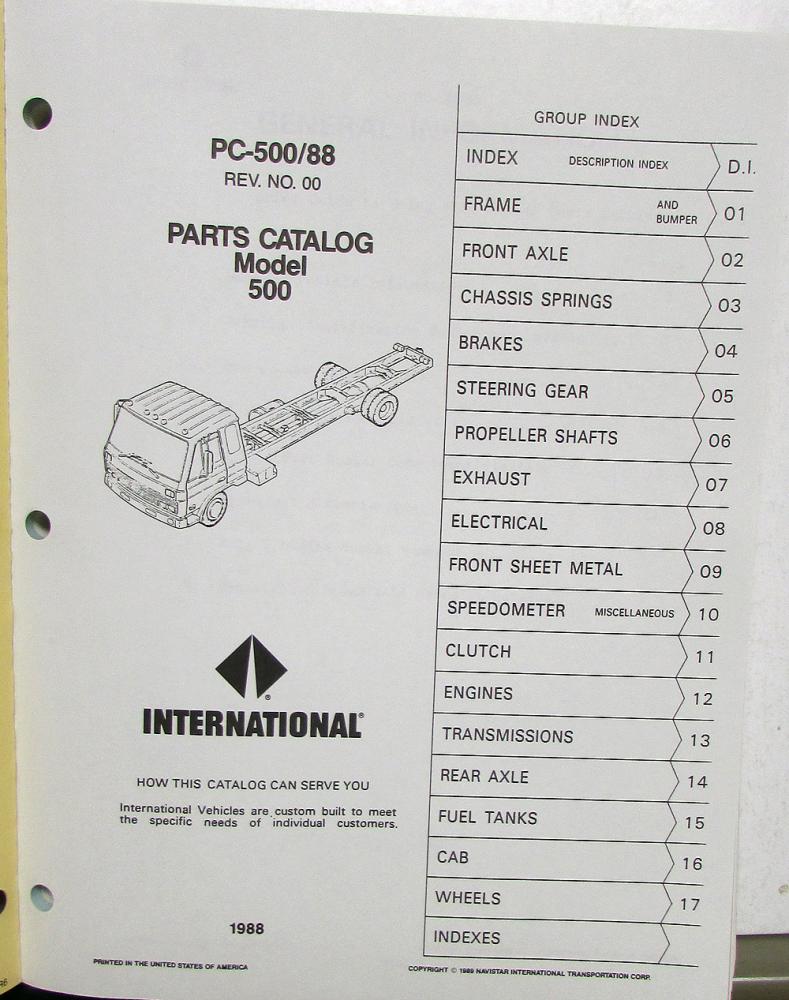 PC-500/88
REV. NO. 00
PARTS CATALOG
Model
500
INTERNATIONAL®
HOW THIS CATALOG CAN SERVE YOU
International Vehicles are custom built to meet
the specific needs of individual customers.
1988
PRINTED IN THE UNITED STATES OF AMERICA
GROUP INDEX
INDEX DESCRIPTION INDEX D.I.
FRAME AND BUMPER 01
FRONT AXLE 02
CHASSIS SPRINGS 03
BRAKES 04
STEERING GEAR 05
PROPELLER SHAFTS 06
EXHAUST 07
ELECTRICAL 08
FRONT SHEET METAL 09
SPEEDOMETER MISCELLANEOUS 10
CLUTCH 11
ENGINES 12
TRANSMISSIONS 13
REAR AXLE 14
FUEL TANKS 15
CAB 16
WHEELS 17
INDEXES
COPYRIGHT © 1989 NAVISTAR INTERNATIONAL TRANSPORTATION CORP.